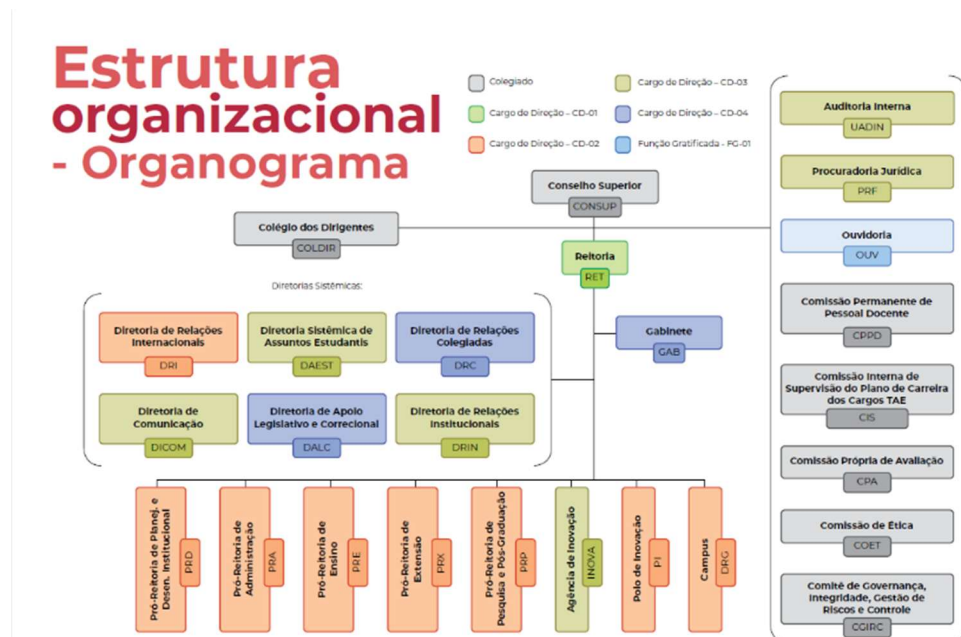 Estrutura
organizacional
- Organograma
Colegiado
Cargo de Direção - CD-01
Cargo de Direção - CD-02
Cargo de Direção - CD-03
Cargo de Direção - CD-04
Função Gratificada - FG-01
Conselho Superior
CONSUP
Colégio dos Dirigentes
COLDIR
Reitoria
RET
Diretorias Sistêmicas:
Diretoria de Relações
Internacionais
DRI
Diretoria Sistêmica de
Assuntos Estudantis
DAEST
Diretoria de Relações
Colegiadas
DRC
Diretoria de
Comunicação
DICOM
Diretoria de Apoio
Legislativo e Correcional
DALC
Diretoria de Relações
Institucionais
DRIN
Gabinete
GAB
Pró-Reitoria de Planej. e
Desen. Institucional
PRD
Pró-Reitoria de
Administração
PRA
Pró-Reitoria de
Ensino
PRE
Pró-Reitoria de
Extensão
PRX
Pró-Reitoria de
Pesquisa e Pós-Graduação
PRP
Agência de Inovação
INOVA
Polo de Inovação
PI
Campus
DRG
Auditoria Interna
UADIN
Procuradoria Jurídica
PRF
Ouvidoria
OUV
Comissão Permanente de
Pessoal Docente
CPPD
Comissão Interna de
Supervisão do Plano de Carreira
dos Cargos TAE
CIS
Comissão Própria de Avaliação
CPA
Comissão de Ética
COET
Comitê de Governança,
Integridade, Gestão de
Riscos e Controle
CGIRC